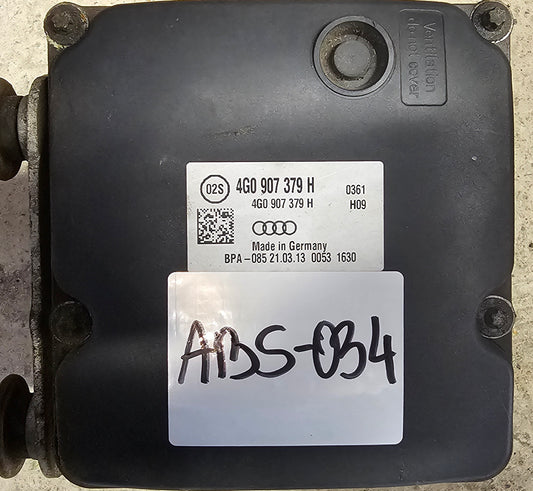 Ventilation
do not cover
02S 4G0 907 379 H 0361
4G0 907 379 H H09
Made in Germany
BPA-085 21.03.13 0053 1630
ABS-034